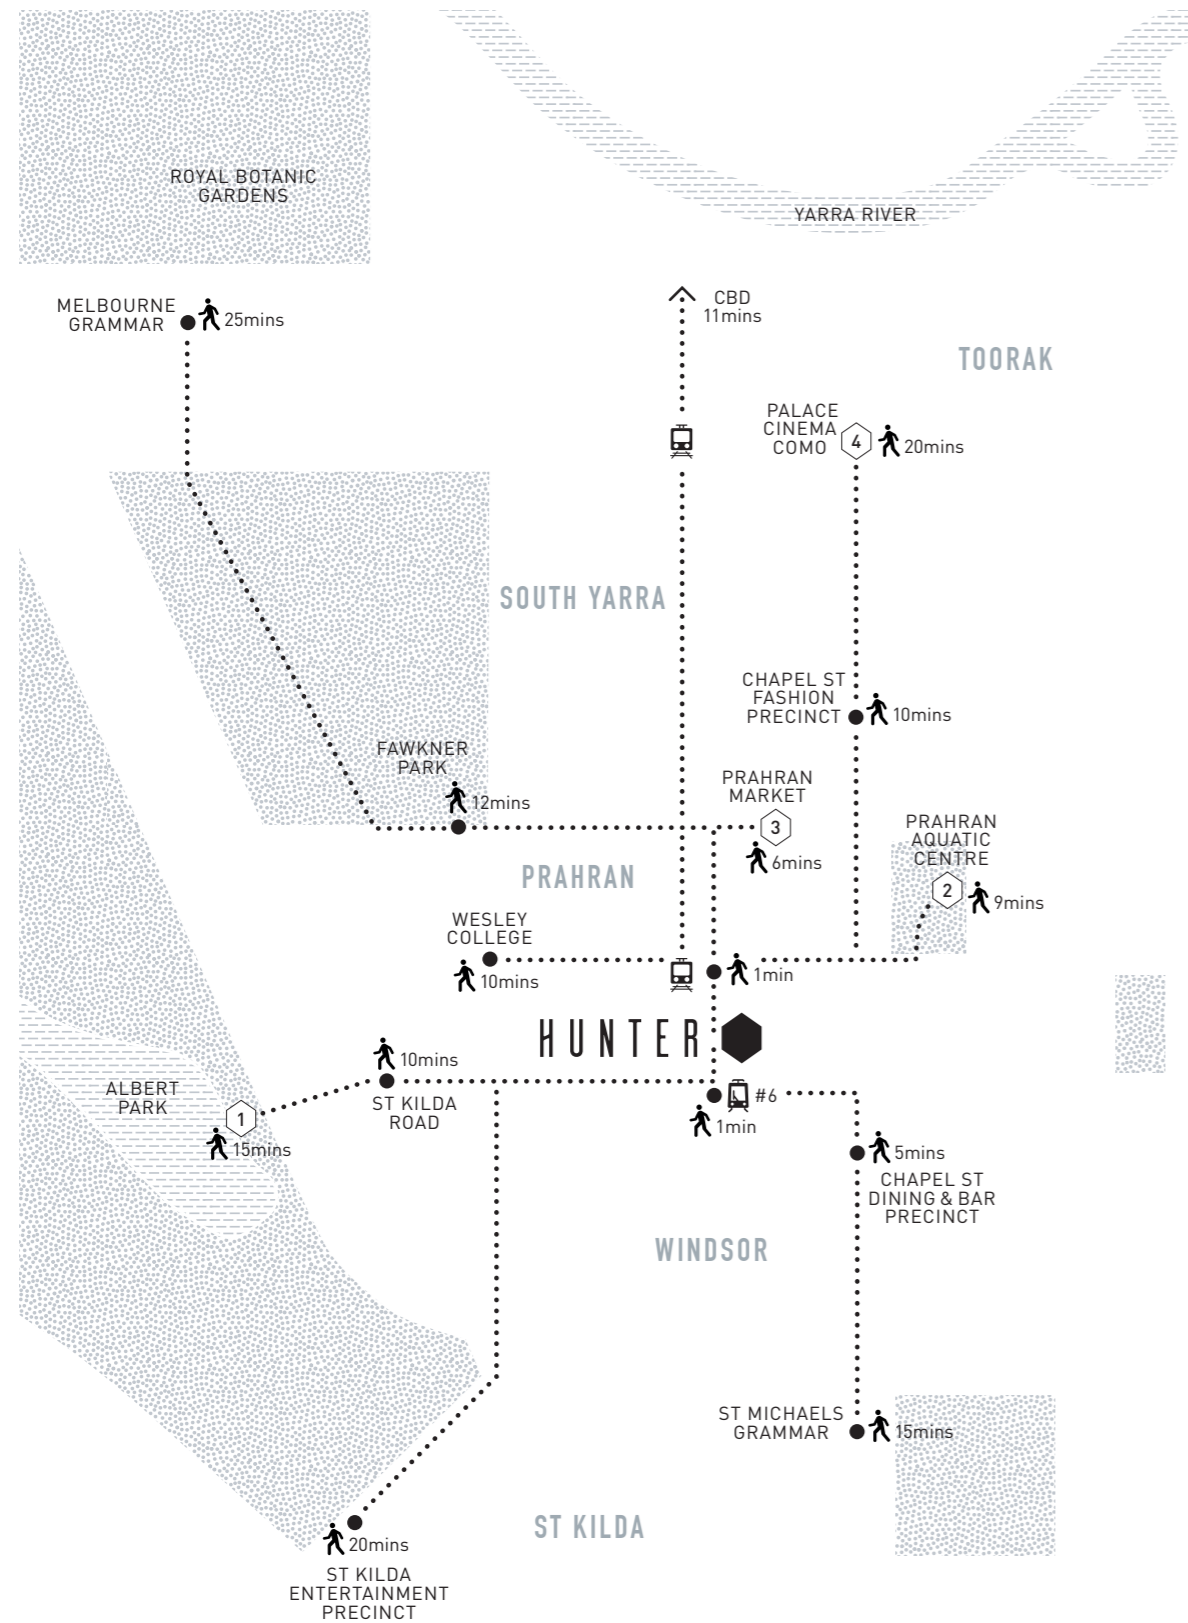 ROYAL BOTANIC
GARDENS
YARRA RIVER
MELBOURNE
GRAMMAR
25mins
CBD
11mins
TOORAK
PALACE
CINEMA
COMO
4
20mins
SOUTH YARRA
CHAPEL ST
FASHION
PRECINCT
10mins
FAWKNER
PARK
12mins
PRAHRAN
MARKET
3
6mins
PRAHRAN
AQUATIC
CENTRE
2
9mins
PRAHRAN
WESLEY
COLLEGE
10mins
1min
HUNTER
10mins
ST KILDA
ROAD
ALBERT
PARK
1
15mins
#6
1min
5mins
CHAPEL ST
DINING & BAR
PRECINCT
WINDSOR
ST MICHAELS
GRAMMAR
15mins
ST KILDA
20mins
ST KILDA
ENTERTAINMENT
PRECINCT